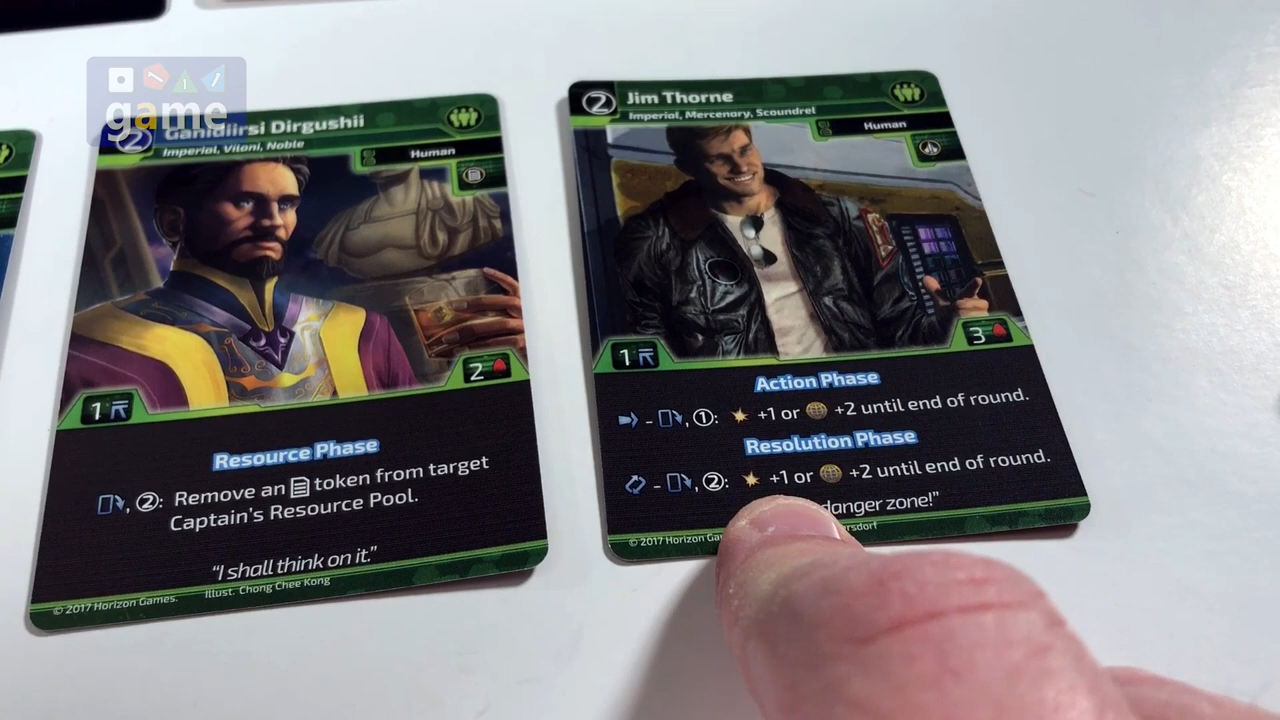 game
2
Dirgushii
Imperial, Vilani, Noble
Human
1
2
Resource Phase
, 2: Remove an token from target
Captain's Resource Pool.
"I shall think on it."
© 2017 Horizon Games. Illust. Chong Chee Kong
2
Jim Thorne
Imperial, Mercenary, Scoundrel
Human
1
3
Action Phase
- , 1: +1 or +2 until end of round.
Resolution Phase
- , 2: +1 or +2 until end of round.
danger zone!"
© 2017 Horizon